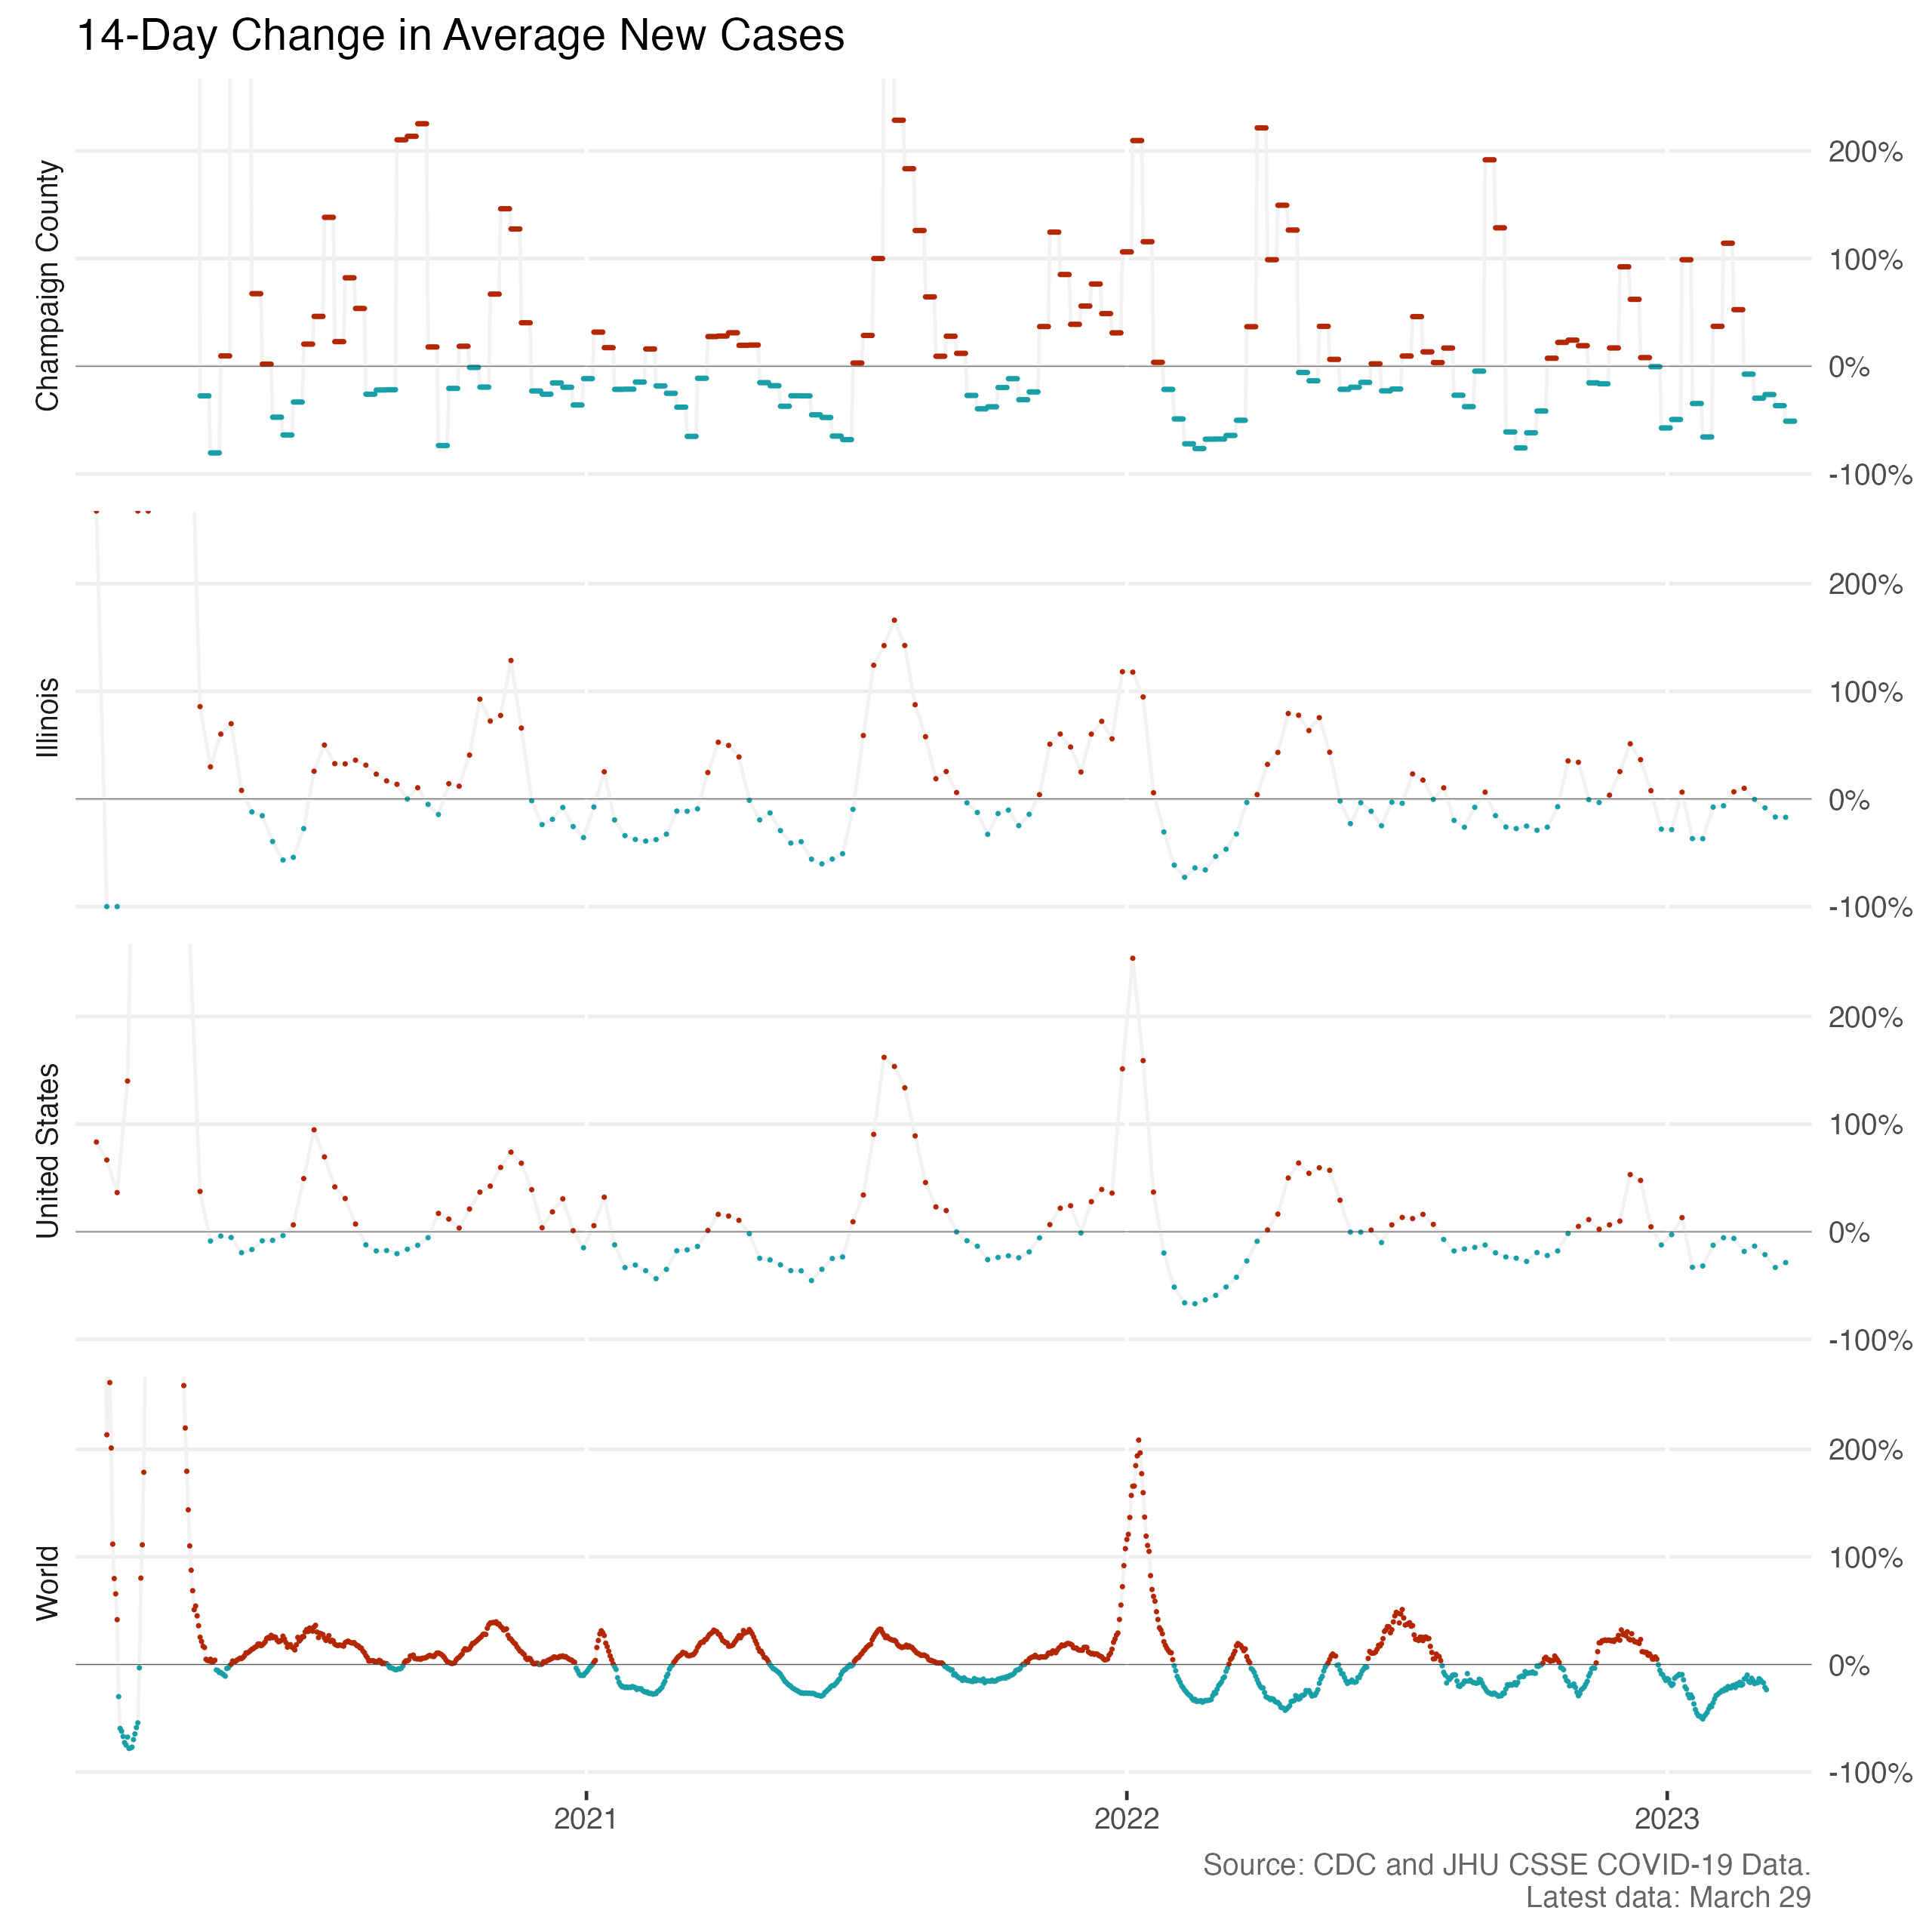 14-Day Change in Average New Cases
Champaign County
200%
100%
0%
-100%
Illinois
200%
100%
0%
-100%
United States
200%
100%
0%
-100%
World
200%
100%
0%
-100%
2021
2022
2023
Source: CDC and JHU CSSE COVID-19 Data.
Latest data: March 29